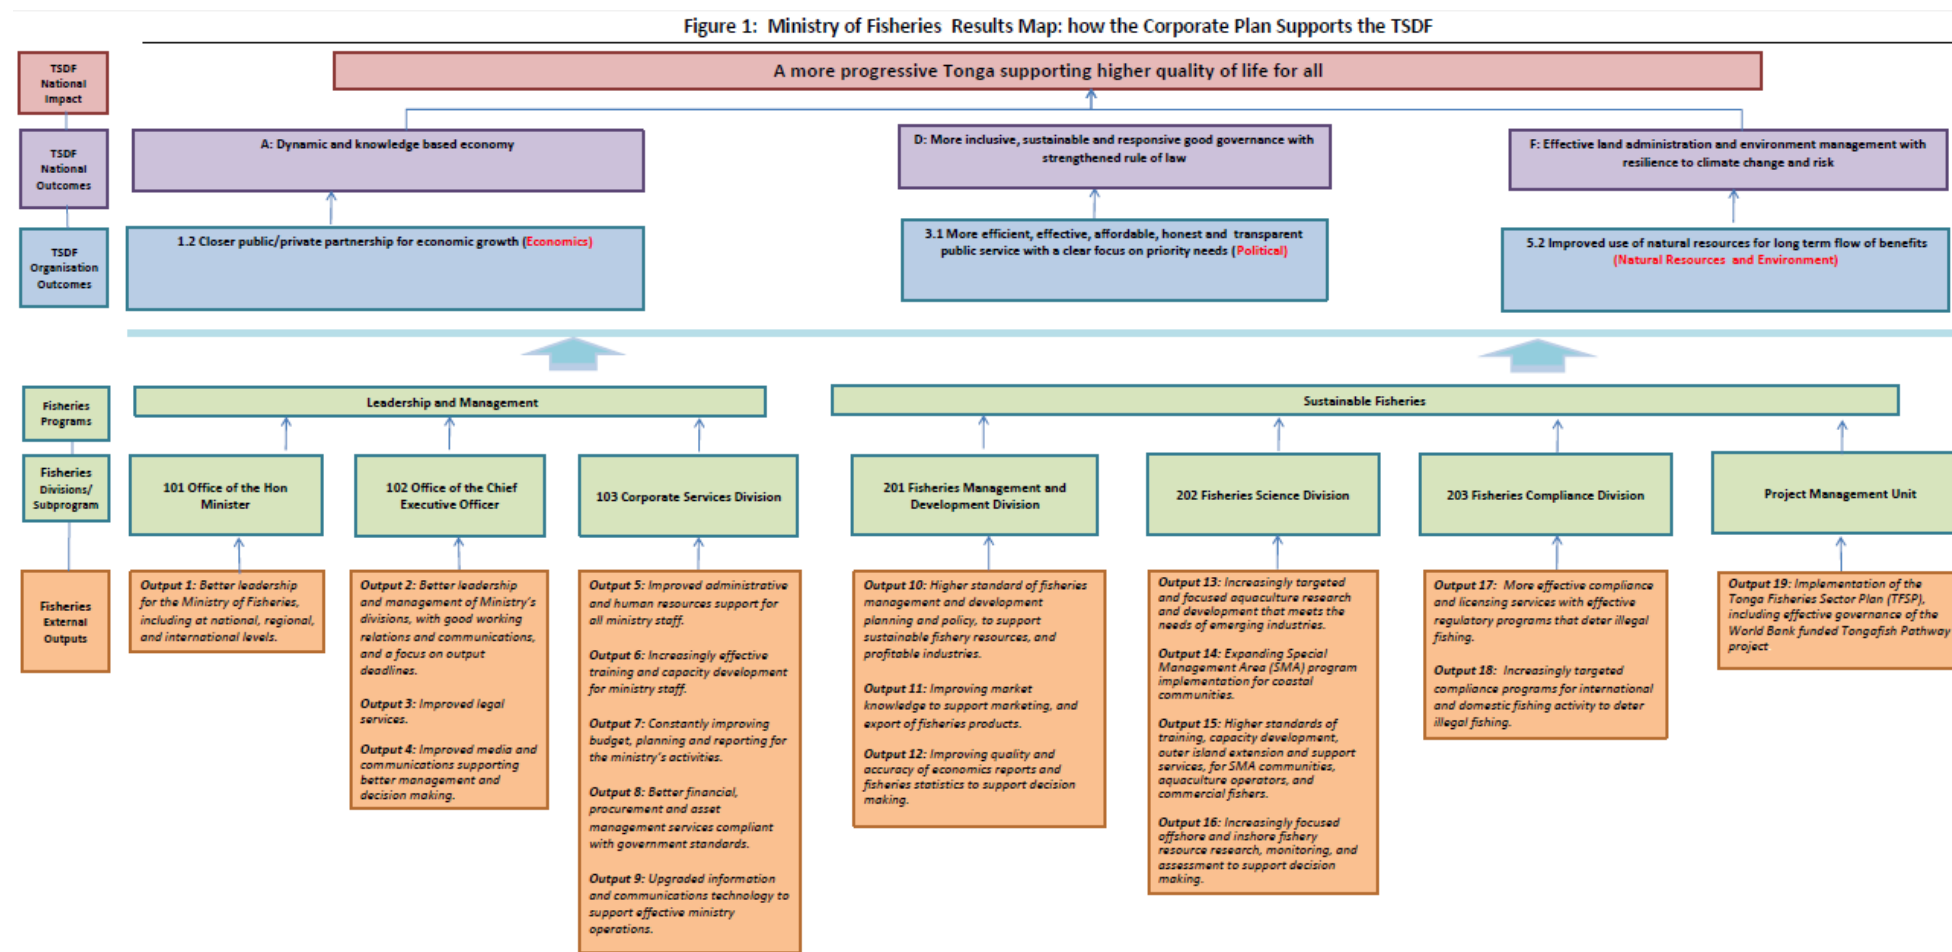 Figure 1: Ministry of Fisheries Results Map: how the Corporate Plan Supports the TSDF
TSDF
National
Impact
A more progressive Tonga supporting higher quality of life for all
TSDF
National
Outcomes
A: Dynamic and knowledge based economy
D: More inclusive, sustainable and responsive good governance with
strengthened rule of law
F: Effective land administration and environment management with
resilience to climate change and risk
TSDF
Organisation
Outcomes
1.2 Closer public/private partnership for economic growth (Economics)
3.1 More efficient, effective, affordable, honest and transparent
public service with a clear focus on priority needs (Political)
5.2 Improved use of natural resources for long term flow of benefits
(Natural Resources and Environment)
Fisheries
Programs
Leadership and Management
Sustainable Fisheries
Fisheries
Divisions/
Subprogram
101 Office of the Hon
Minister
102 Office of the Chief
Executive Officer
103 Corporate Services Division
201 Fisheries Management and
Development Division
202 Fisheries Science Division
203 Fisheries Compliance Division
Project Management Unit
Fisheries
External
Outputs
Output 1: Better leadership
for the Ministry of Fisheries,
including at national, regional,
and international levels.
Output 2: Better leadership
and management of Ministry's
divisions, with good working
relations and communications,
and a focus on output
deadlines.
Output 3: Improved legal
services.
Output 4: Improved media and
communications supporting
better management and
decision making.
Output 5: Improved administrative
and human resources support for
all ministry staff.
Output 6: Increasingly effective
training and capacity development
for ministry staff.
Output 7: Constantly improving
budget, planning and reporting for
the ministry's activities.
Output 8: Better financial,
procurement and asset
management services compliant
with government standards.
Output 9: Upgraded information
and communications technology to
support effective ministry
operations.
Output 10: Higher standard of fisheries
management and development
planning and policy, to support
sustainable fishery resources, and
profitable industries.
Output 11: Improving market
knowledge to support marketing, and
export of fisheries products.
Output 12: Improving quality and
accuracy of economics reports and
fisheries statistics to support decision
making.
Output 13: Increasingly targeted
and focused aquaculture research
and development that meets the
needs of emerging industries.
Output 14: Expanding Special
Management Area (SMA) program
implementation for coastal
communities.
Output 15: Higher standards of
training, capacity development,
outer island extension and support
services, for SMA communities,
aquaculture operators, and
commercial fishers.
Output 16: Increasingly focused
offshore and inshore fishery
resource research, monitoring, and
assessment to support decision
making.
Output 17: More effective compliance
and licensing services with effective
regulatory programs that deter illegal
fishing.
Output 18: Increasingly targeted
compliance programs for international
and domestic fishing activity to deter
illegal fishing.
Output 19: Implementation of the
Tonga Fisheries Sector Plan (TFSP),
including effective governance of the
World Bank funded Tongafish Pathway
project